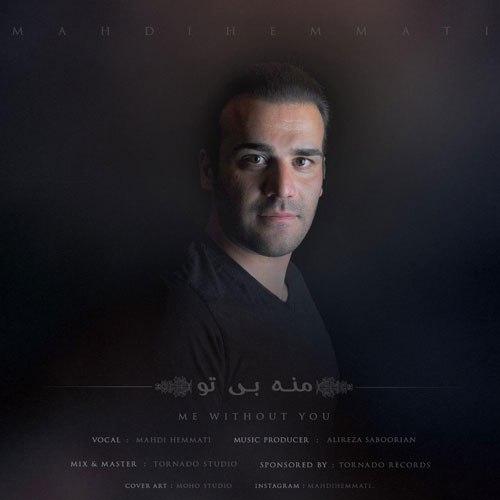 MAHDIHEMMATI
منه بی تو
ME WITHOUT YOU
VOCAL : MAHDI HEMMATI MUSIC PRODUCER : ALIREZA SABOORIAN
MIX & MASTER : TORNADO STUDIO SPONSORED BY : TORNADO RECORDS
COVER ART : MOHO STUDIO INSTAGRAM : MAHDIHEMMATI.